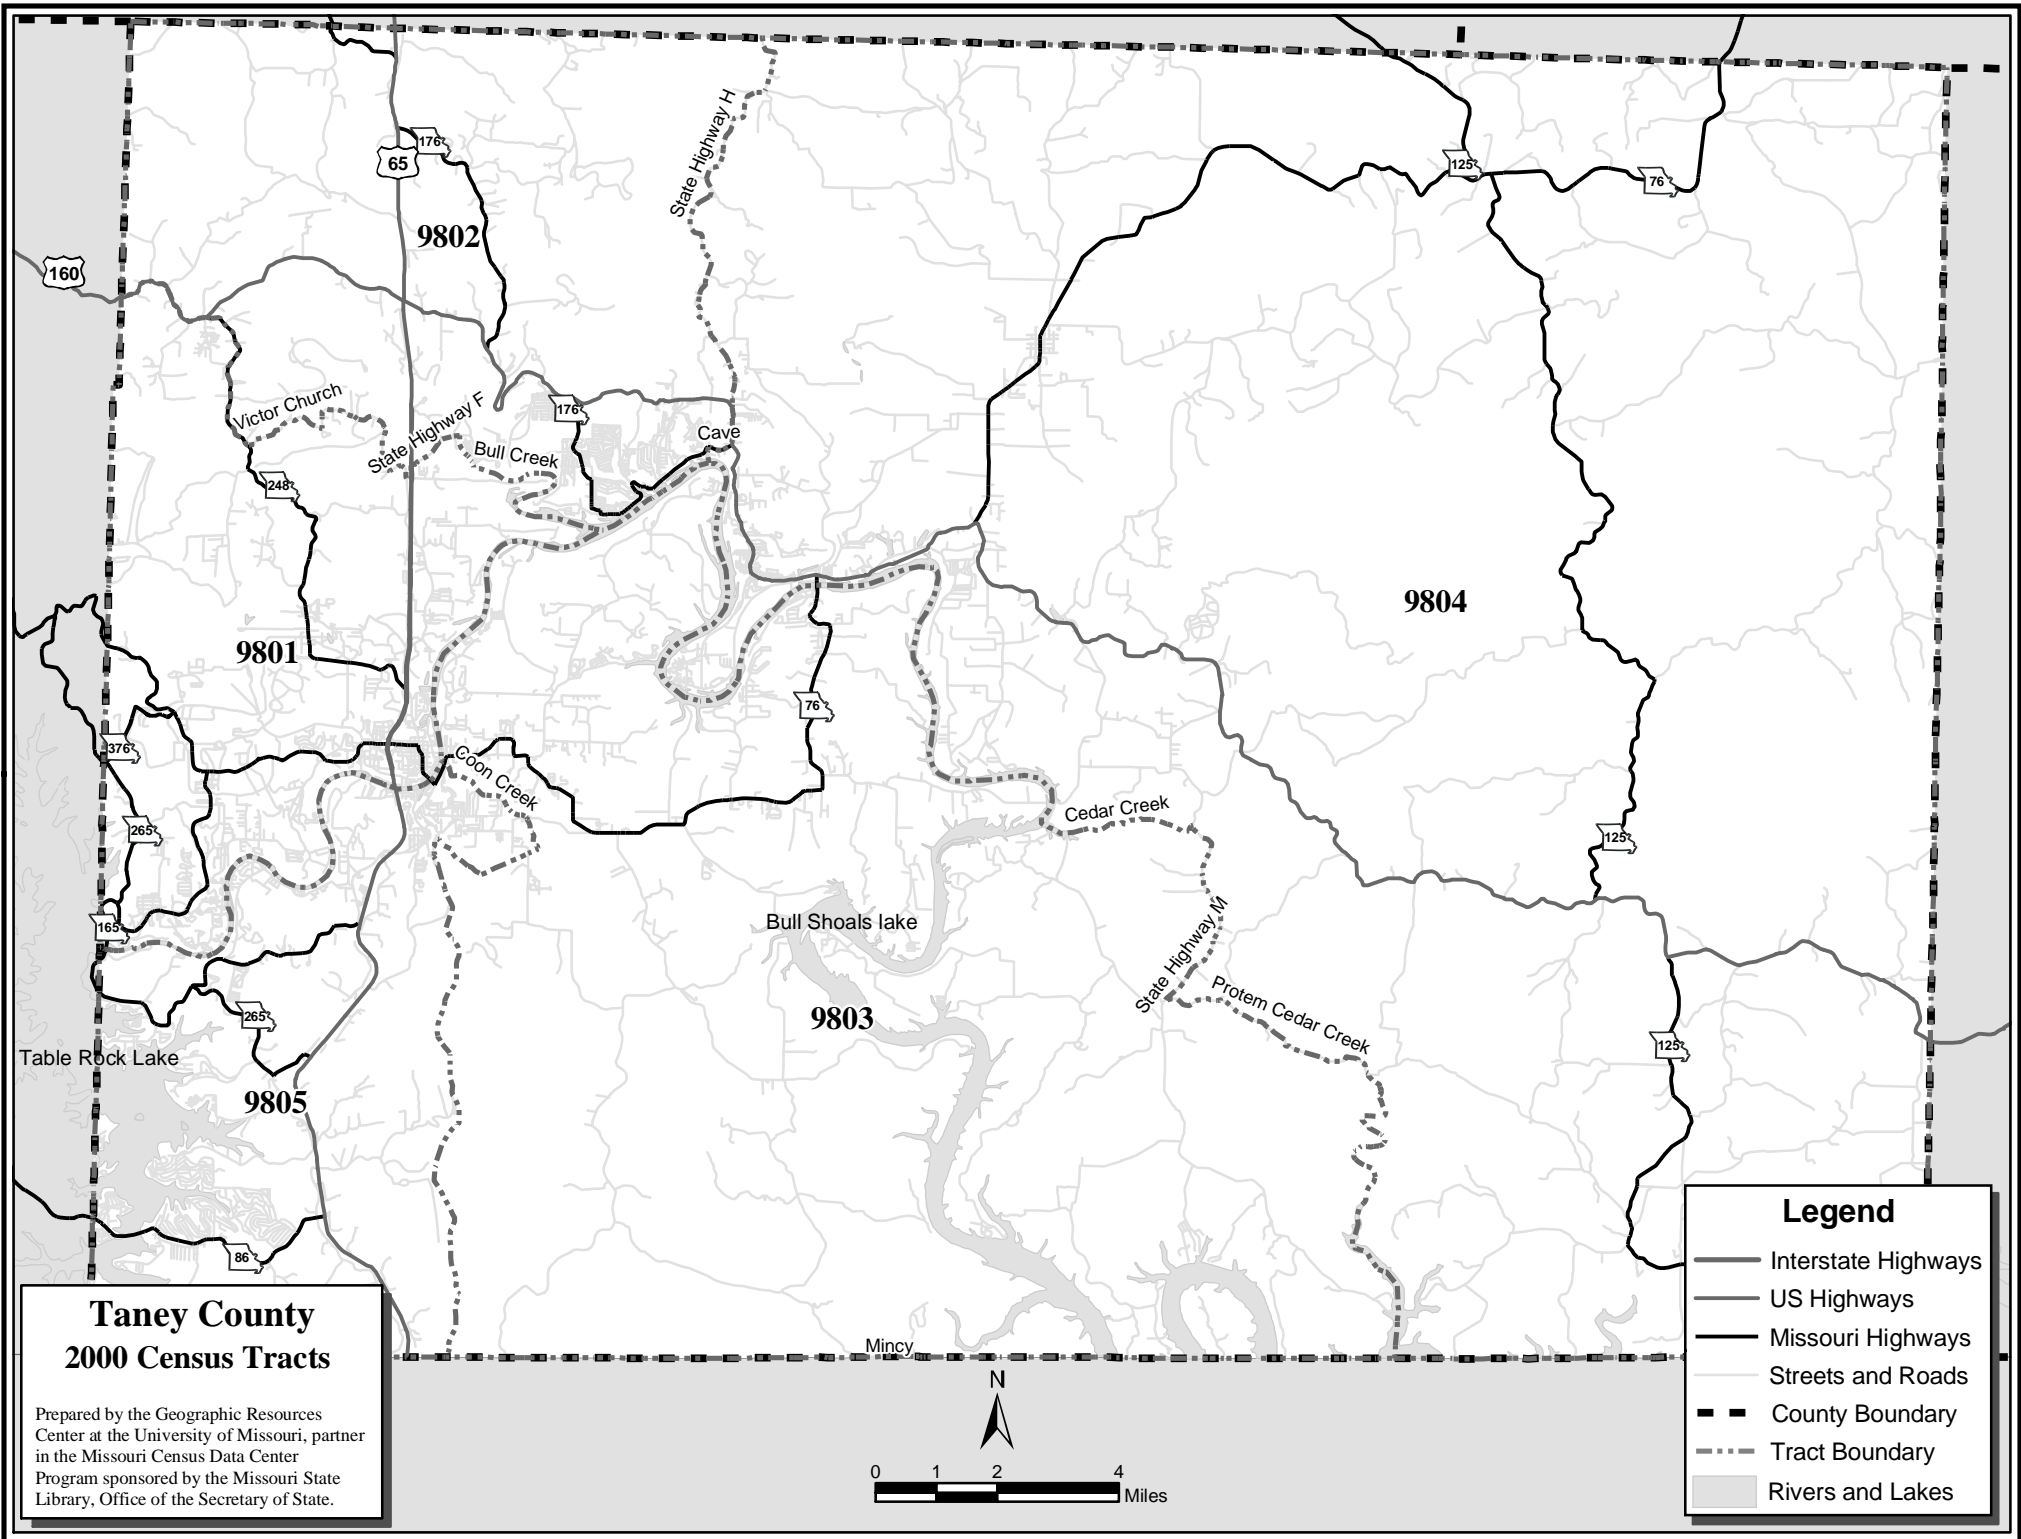 State Highway H
176
65
125
76
9802
160
Victor Church
State Highway F
176
Cave
Bull Creek
248
9804
9801
76
376
Coon Creek
265
Cedar Creek
125
165
Bull Shoals lake
State Highway M
Protem Cedar Creek
265
9803
125
Table Rock Lake
9805
86
Mincy
Taney County
2000 Census Tracts
Prepared by the Geographic Resources
Center at the University of Missouri, partner
in the Missouri Census Data Center
Program sponsored by the Missouri State
Library, Office of the Secretary of State.
N
0 1 2 4
Miles
Legend
Interstate Highways
US Highways
Missouri Highways
Streets and Roads
County Boundary
Tract Boundary
Rivers and Lakes